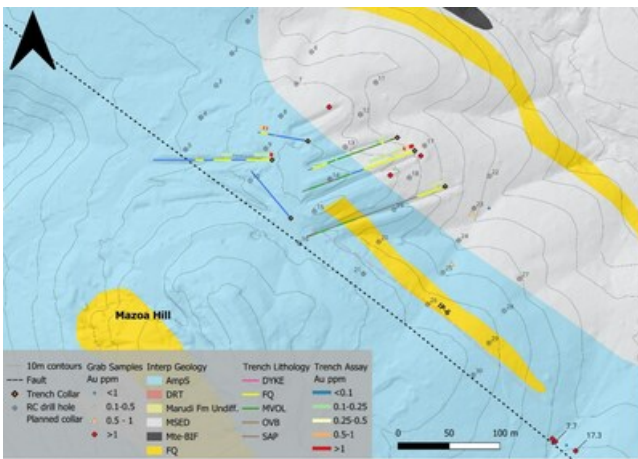 Mazoa Hill
IP-6
7.7
17.3
10m contours
Fault
Trench Collar
RC drill hole
Planned collar
Grab Samples
Au ppm
<1
0.1-0.5
0.5 - 1
>1
Interp Geology
AmpS
DRT
Marudi Fm Undiff.
MSED
Mte-BIF
FQ
Trench Lithology
DYKE
FQ
MVOL
OVB
SAP
Trench Assay
Au ppm
<0.1
0.1-0.25
0.25-0.5
0.5-1
>1
0
50
100 m